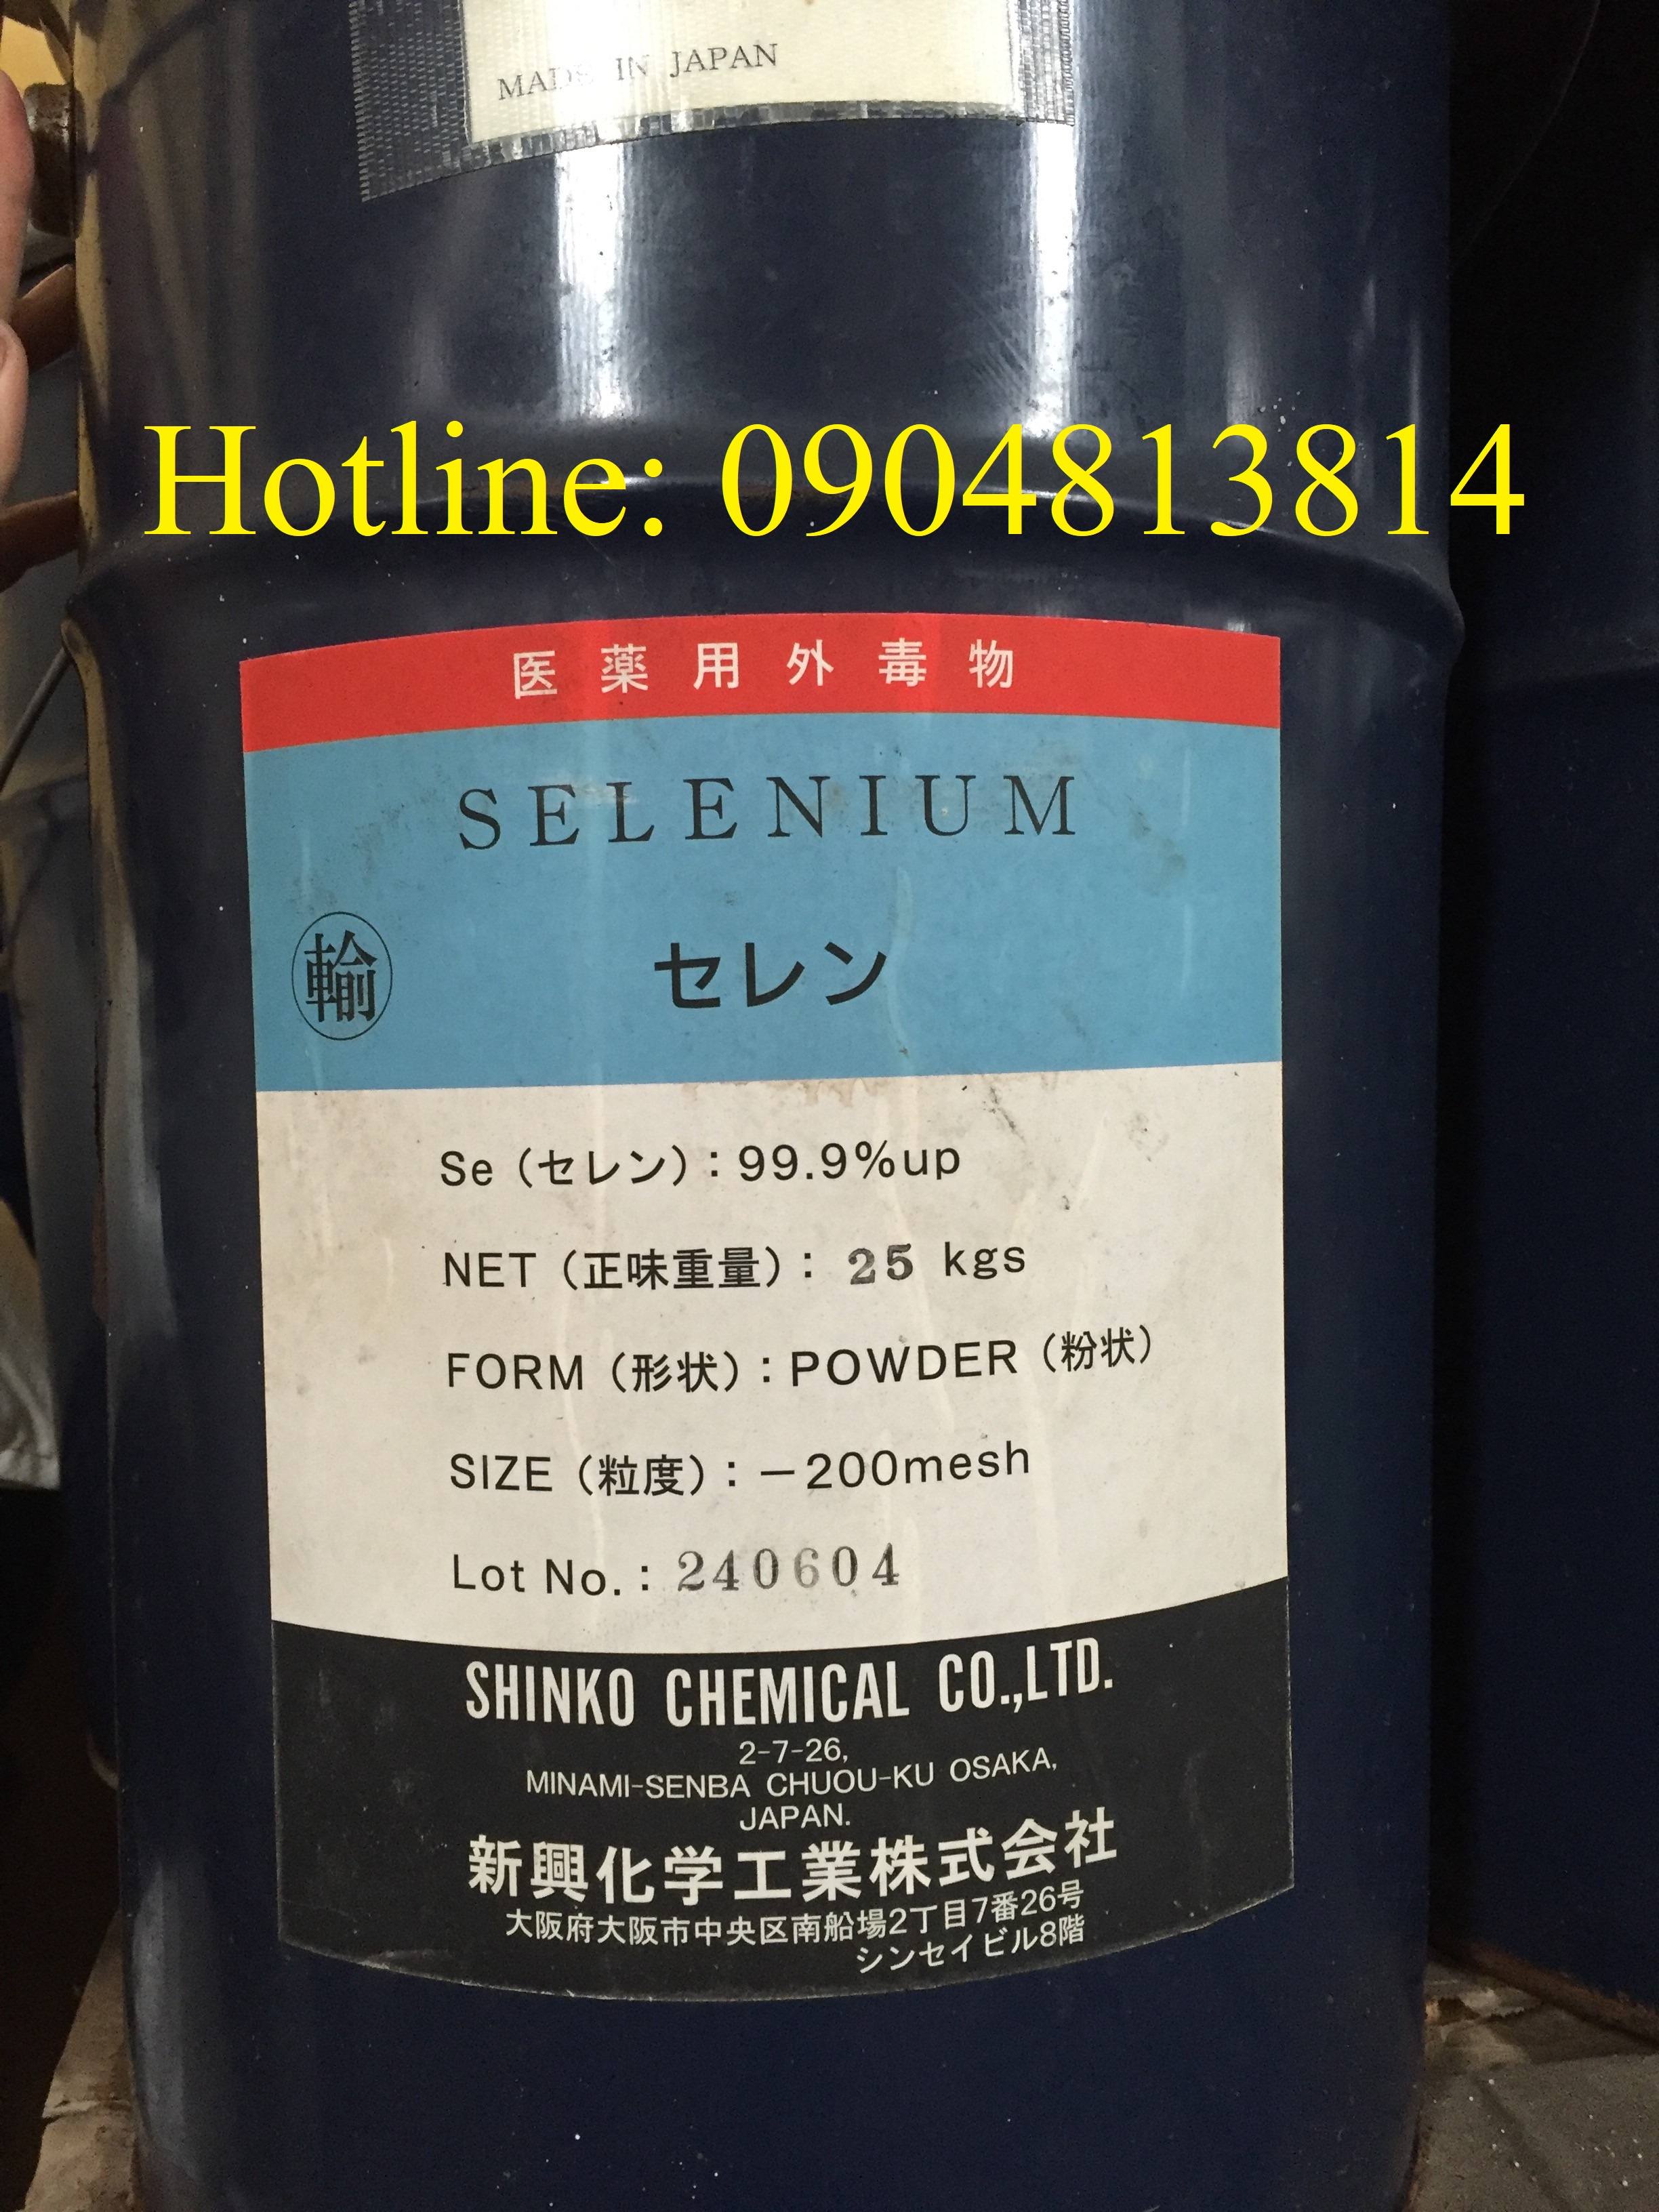 MADE IN JAPAN
Hotline: 0904813814
医薬用外毒物
SELENIUM
輸
セレン
Se (セレン) : 99.9%up
NET (正味重量) : 25 kgs
FORM (形状) : POWDER (粉状)
SIZE (粒度) : －200mesh
Lot No. : 240604
SHINKO CHEMICAL CO.,LTD.
2-7-26,
MINAMI-SENBA CHUOU-KU OSAKA,
JAPAN.
新興化学工業株式会社
大阪府大阪市中央区南船場2丁目7番26号
シンセイビル8階